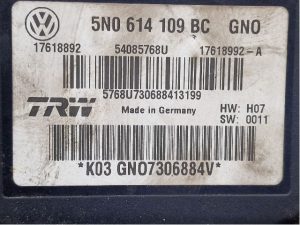 5N0 614 109 BC GNO
17618892 54085768U 17618992-A
5768U730688413199
TRW Made in Germany HW: H07
SW: 0011
*K03 GNO7306884V*